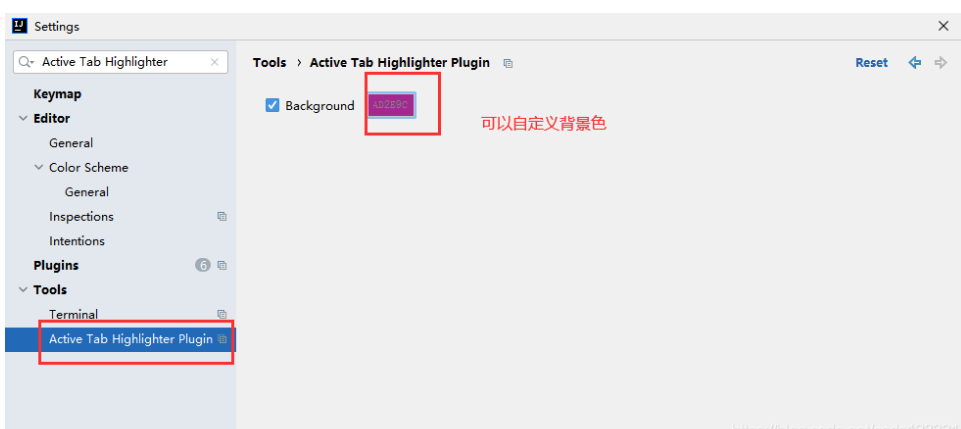 Settings
Active Tab Highlighter
Tools › Active Tab Highlighter Plugin
Reset
Keymap
Editor
General
Color Scheme
General
Inspections
Intentions
Plugins 6
Tools
Terminal
Active Tab Highlighter Plugin
Background AD2E9C
可以自定义背景色